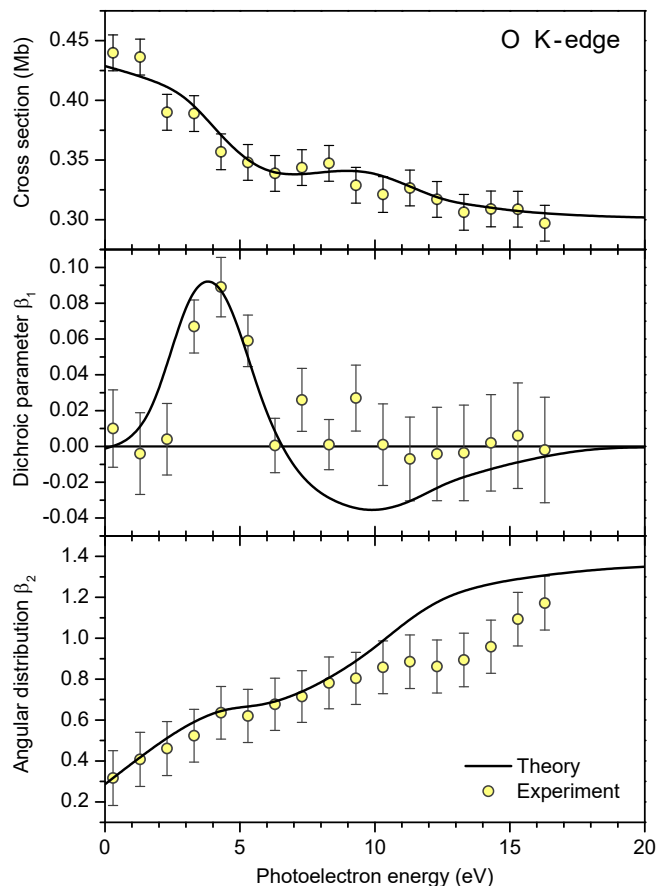 O K-edge
Cross section (Mb)
0.45
0.40
0.35
0.30
Dichroic parameter β₁
0.10
0.08
0.06
0.04
0.02
0.00
-0.02
-0.04
Angular distribution β₂
1.4
1.2
1.0
0.8
0.6
0.4
0.2
Theory
Experiment
0 5 10 15 20
Photoelectron energy (eV)